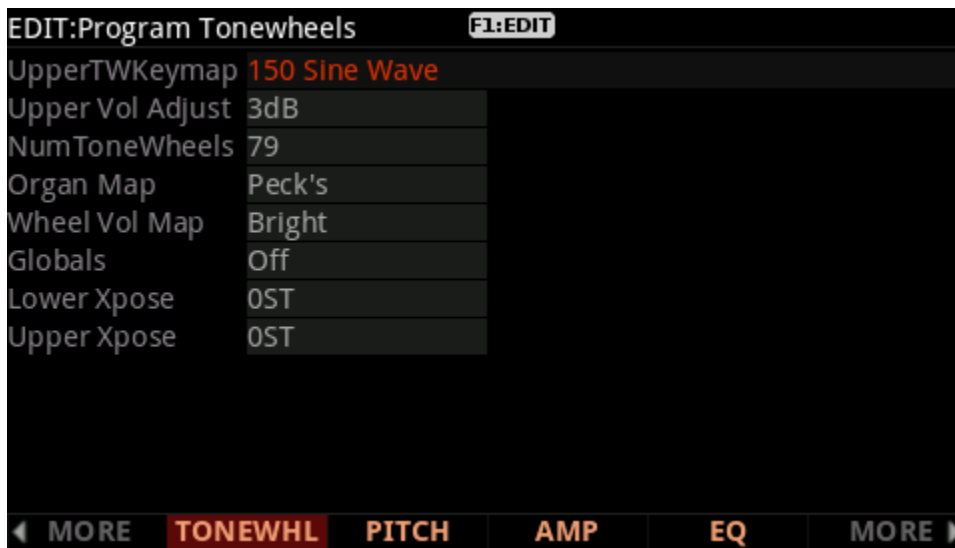 EDIT:Program Tonewheels F1:EDIT
UpperTWKeymap 150 Sine Wave
Upper Vol Adjust 3dB
NumToneWheels 79
Organ Map Peck's
Wheel Vol Map Bright
Globals Off
Lower Xpose 0ST
Upper Xpose 0ST
MORE TONEWHL PITCH AMP EQ MORE